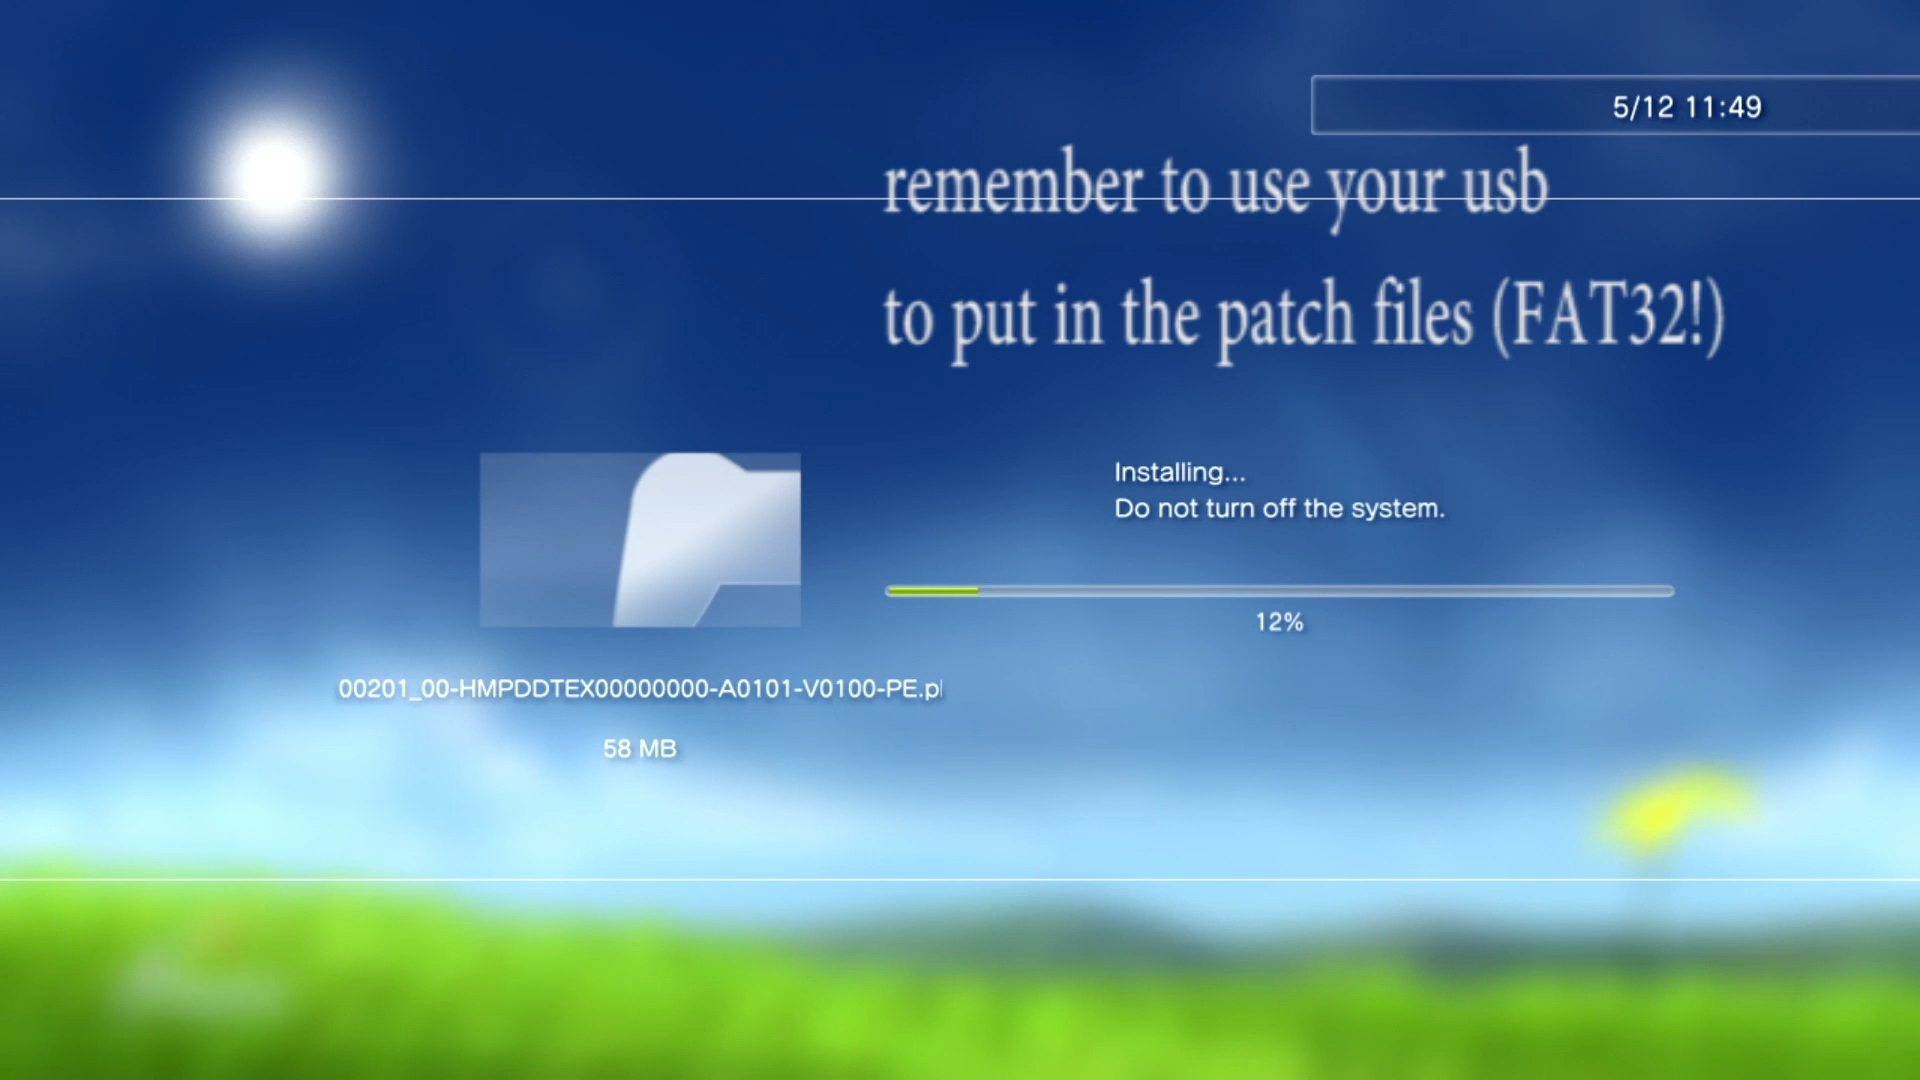 5/12 11:49
remember to use your usb
to put in the patch files (FAT32!)
Installing...
Do not turn off the system.
12%
00201_00-HMPDDTEX00000000-A0101-V0100-PE.p
58 MB